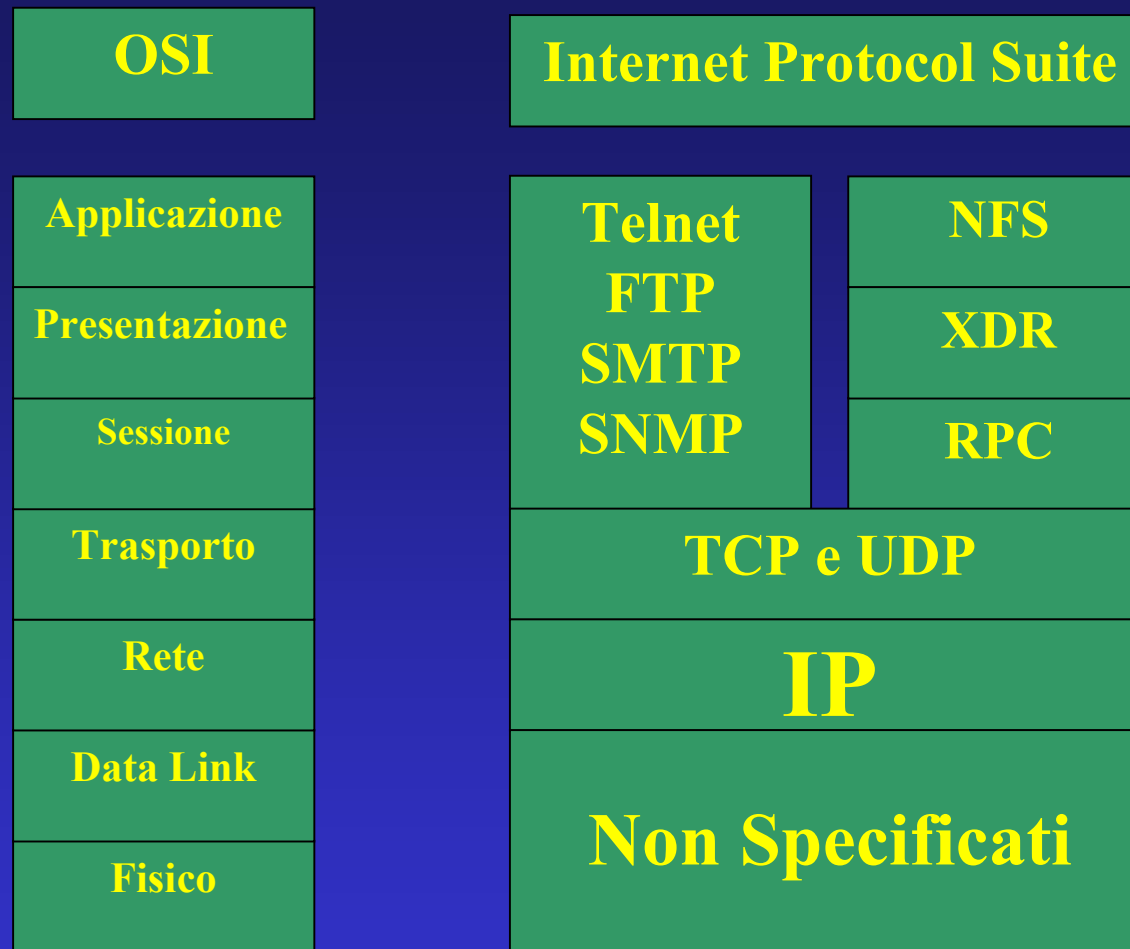 OSI
Internet Protocol Suite
Applicazione
Presentazione
Sessione
Trasporto
Rete
Data Link
Fisico
Telnet
FTP
SMTP
SNMP
NFS
XDR
RPC
TCP e UDP
IP
Non Specificati